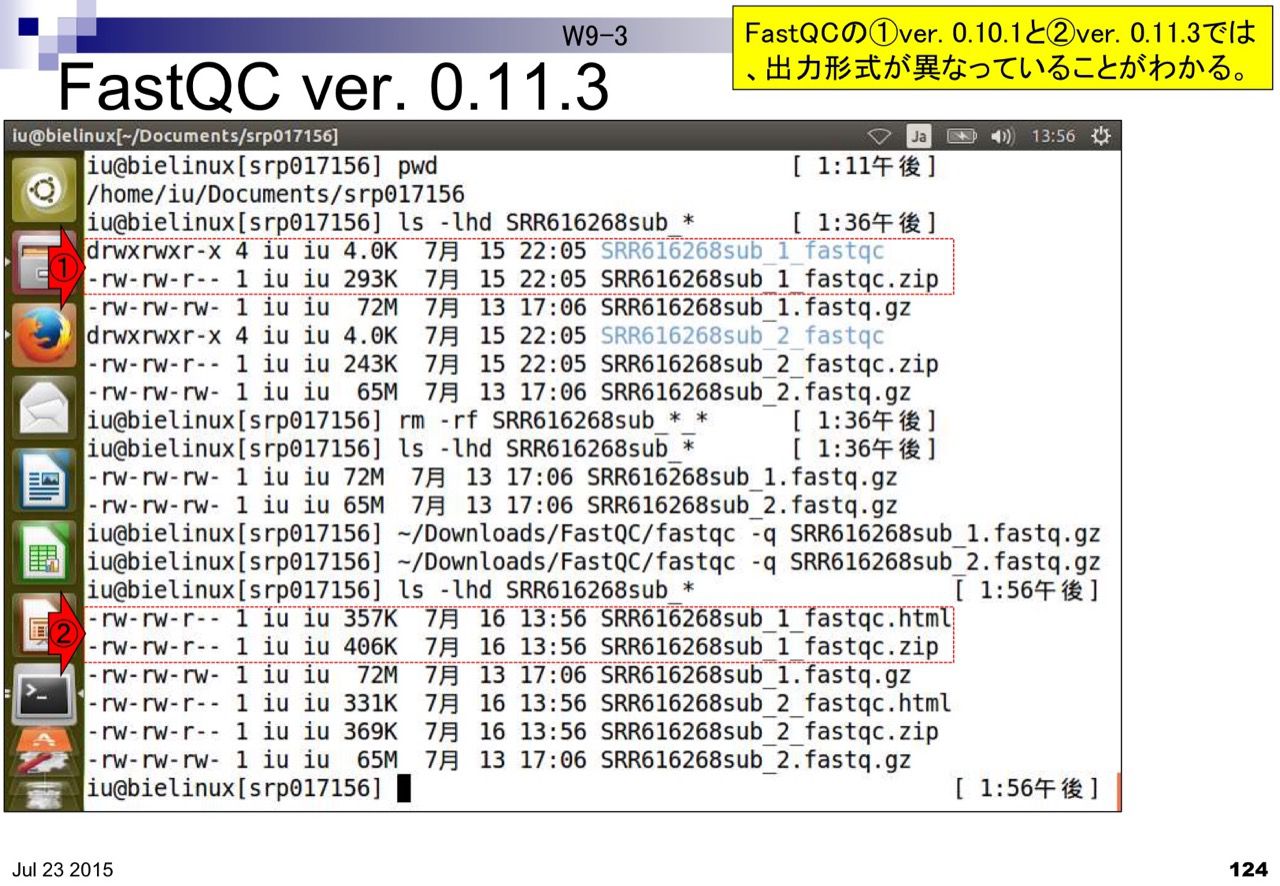 W9-3
FastQCの①ver. 0.10.1と②ver. 0.11.3では
、出力形式が異なっていることがわかる。
FastQC ver. 0.11.3
iu@bielinux[~/Documents/srp017156] Ja 13:56
iu@bielinux[srp017156] pwd [ 1:11午後]
/home/iu/Documents/srp017156
iu@bielinux[srp017156] ls -lhd SRR616268sub_* [ 1:36午後]
① drwxrwxr-x 4 iu iu 4.0K 7月 15 22:05 SRR616268sub_1_fastqc
-rw-rw-r-- 1 iu iu 293K 7月 15 22:05 SRR616268sub_1_fastqc.zip
-rw-rw-rw- 1 iu iu 72M 7月 13 17:06 SRR616268sub_1.fastq.gz
drwxrwxr-x 4 iu iu 4.0K 7月 15 22:05 SRR616268sub_2_fastqc
-rw-rw-r-- 1 iu iu 243K 7月 15 22:05 SRR616268sub_2_fastqc.zip
-rw-rw-rw- 1 iu iu 65M 7月 13 17:06 SRR616268sub_2.fastq.gz
iu@bielinux[srp017156] rm -rf SRR616268sub_*_* [ 1:36午後]
iu@bielinux[srp017156] ls -lhd SRR616268sub_* [ 1:36午後]
-rw-rw-rw- 1 iu iu 72M 7月 13 17:06 SRR616268sub_1.fastq.gz
-rw-rw-rw- 1 iu iu 65M 7月 13 17:06 SRR616268sub_2.fastq.gz
iu@bielinux[srp017156] ~/Downloads/FastQC/fastqc -q SRR616268sub_1.fastq.gz
iu@bielinux[srp017156] ~/Downloads/FastQC/fastqc -q SRR616268sub_2.fastq.gz
iu@bielinux[srp017156] ls -lhd SRR616268sub_* [ 1:56午後]
② -rw-rw-r-- 1 iu iu 357K 7月 16 13:56 SRR616268sub_1_fastqc.html
-rw-rw-r-- 1 iu iu 406K 7月 16 13:56 SRR616268sub_1_fastqc.zip
-rw-rw-rw- 1 iu iu 72M 7月 13 17:06 SRR616268sub_1.fastq.gz
-rw-rw-r-- 1 iu iu 331K 7月 16 13:56 SRR616268sub_2_fastqc.html
-rw-rw-r-- 1 iu iu 369K 7月 16 13:56 SRR616268sub_2_fastqc.zip
-rw-rw-rw- 1 iu iu 65M 7月 13 17:06 SRR616268sub_2.fastq.gz
iu@bielinux[srp017156] [ 1:56午後]
Jul 23 2015
124